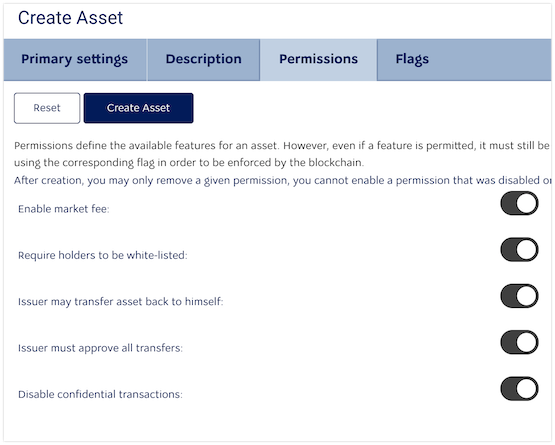 Create Asset
Primary settings
Description
Permissions
Flags
Reset
Create Asset
Permissions define the available features for an asset. However, even if a feature is permitted, it must still be
using the corresponding flag in order to be enforced by the blockchain.
After creation, you may only remove a given permission, you cannot enable a permission that was disabled
Enable market fee:
Require holders to be white-listed:
Issuer may transfer asset back to himself:
Issuer must approve all transfers:
Disable confidential transactions: